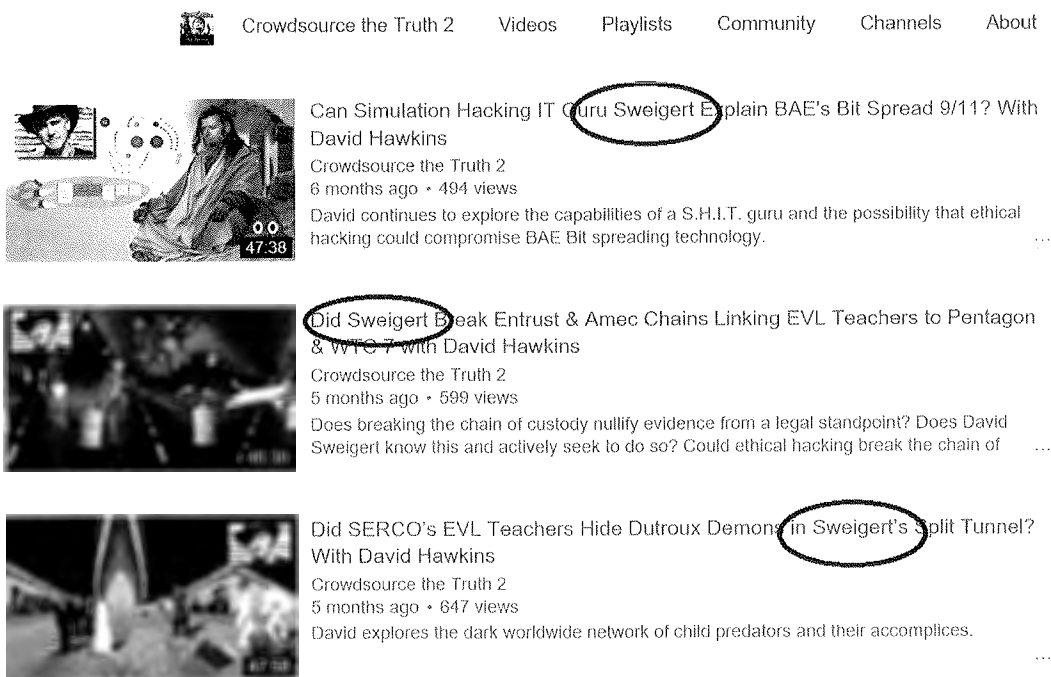 Crowdsource the Truth 2 Videos Playlists Community Channels About
Can Simulation Hacking IT Guru Sweigert Explain BAE's Bit Spread 9/11? With
David Hawkins
Crowdsource the Truth 2
6 months ago • 494 views
David continues to explore the capabilities of a S.H.I.T. guru and the possibility that ethical
hacking could compromise BAE Bit spreading technology.
...
47:38
Did Sweigert Break Entrust & Amec Chains Linking EVL Teachers to Pentagon
& WTC 7 with David Hawkins
Crowdsource the Truth 2
5 months ago • 599 views
Does breaking the chain of custody nullify evidence from a legal standpoint? Does David
Sweigert know this and actively seek to do so? Could ethical hacking break the chain of
...
Did SERCO's EVL Teachers Hide Dutroux Demons in Sweigert's Split Tunnel?
With David Hawkins
Crowdsource the Truth 2
5 months ago • 647 views
David explores the dark worldwide network of child predators and their accomplices.
...